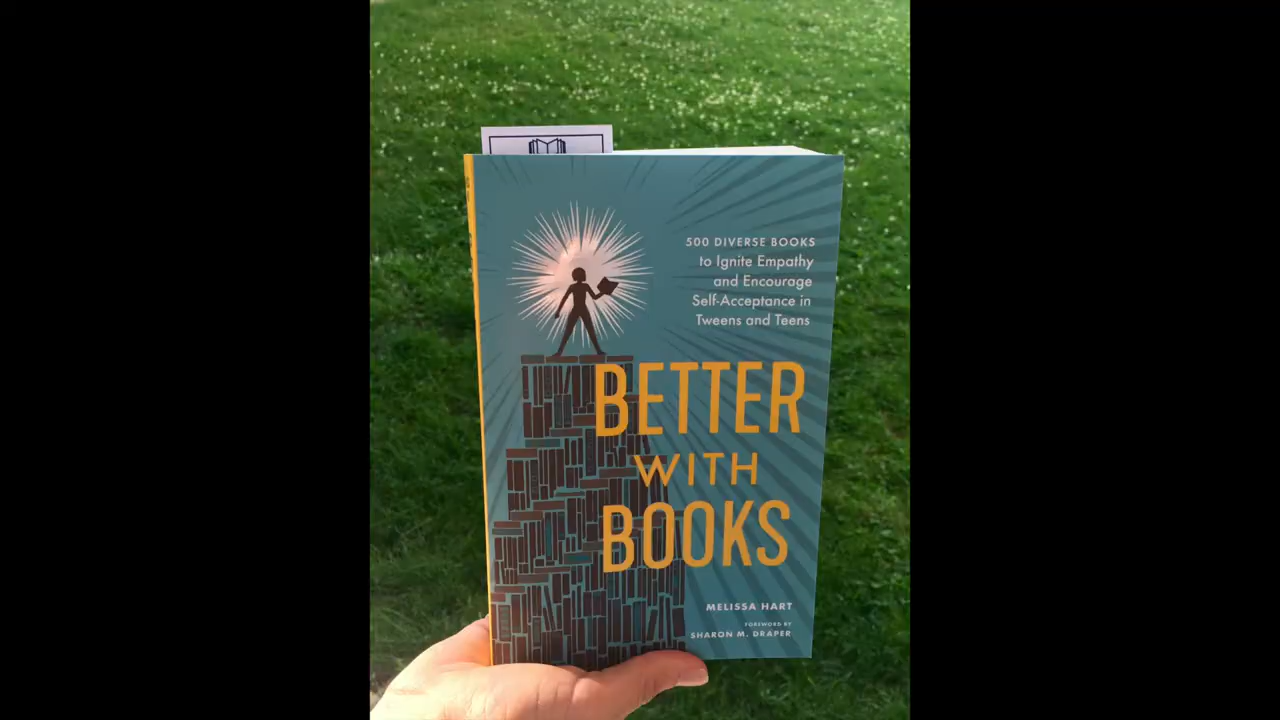 500 DIVERSE BOOKS
to Ignite Empathy
and Encourage
Self-Acceptance in
Tweens and Teens
BETTER
WITH
BOOKS
MELISSA HART
FOREWORD BY
SHARON M. DRAPER